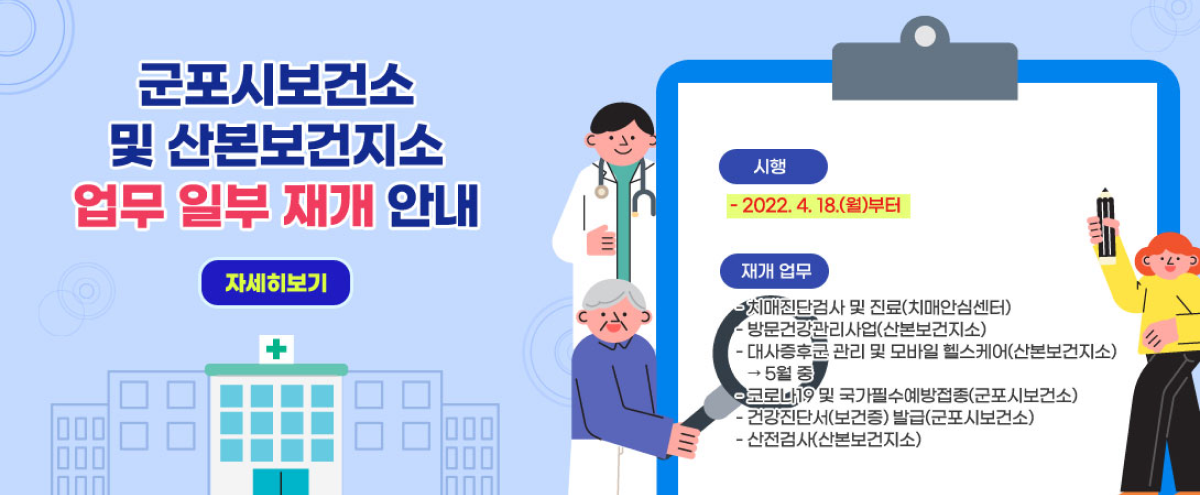 군포시보건소
및 산본보건지소
업무 일부 재개 안내
자세히보기
시행
- 2022. 4. 18.(월)부터
재개 업무
- 치매진단검사 및 진료(치매안심센터)
- 방문건강관리사업(산본보건지소)
- 대사증후군 관리 및 모바일 헬스케어(산본보건지소)
→ 5월 중
- 코로나19 및 국가필수예방접종(군포시보건소)
- 건강진단서(보건증) 발급(군포시보건소)
- 산전검사(산본보건지소)